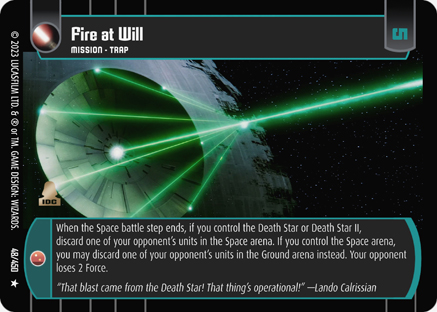 Fire at Will
MISSION - TRAP
5
© 2023 LUCASFILM LTD. & ® or TM. GAME DESIGN: WIZARDS.
48/460
IDC
When the Space battle step ends, if you control the Death Star or Death Star II,
discard one of your opponent's units in the Space arena. If you control the Space arena,
you may discard one of your opponent's units in the Ground arena instead. Your opponent
loses 2 Force.
“That blast came from the Death Star! That thing's operational!” —Lando Calrissian